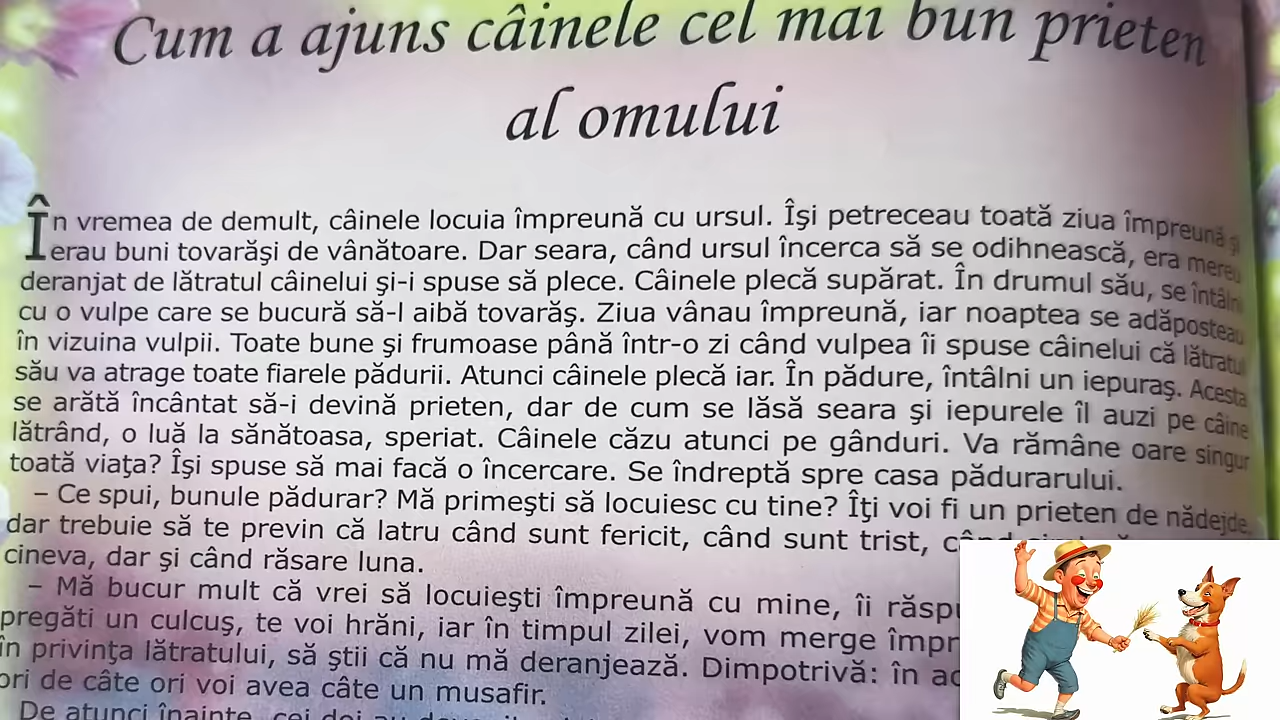 Cum a ajuns câinele cel mai bun prieten
al omului
În vremea de demult, câinele locuia împreună cu ursul. Îşi petreceau toată ziua împreună şi
erau buni tovarăşi de vânătoare. Dar seara, când ursul încerca să se odihnească, era mereu
deranjat de lătratul câinelui şi-i spuse să plece. Câinele plecă supărat. În drumul său, se întâlni
cu o vulpe care se bucură să-l aibă tovarăş. Ziua vânau împreună, iar noaptea se adăposteau
în vizuina vulpii. Toate bune şi frumoase până într-o zi când vulpea îi spuse câinelui că lătratul
său va atrage toate fiarele pădurii. Atunci câinele plecă iar. În pădure, întâlni un iepuraş. Acesta
se arătă încântat să-i devină prieten, dar de cum se lăsă seara şi iepurele îl auzi pe câine
lătrând, o luă la sănătoasa, speriat. Câinele căzu atunci pe gânduri. Va rămâne oare singur
toată viaţa? Îşi spuse să mai facă o încercare. Se îndreptă spre casa pădurarului.
– Ce spui, bunule pădurar? Mă primeşti să locuiesc cu tine? Îţi voi fi un prieten de nădejde,
dar trebuie să te previn că latru când sunt fericit, când sunt trist,
cineva, dar şi când răsare luna.
– Mă bucur mult că vrei să locuieşti împreună cu mine, îi
pregăti un culcuş, te voi hrăni, iar în timpul zilei, vom merge
în privinţa lătratului, să ştii că nu mă deranjează. Dimpotrivă: în
ori de câte ori voi avea câte un musafir.
De atunci înainte, cei doi au